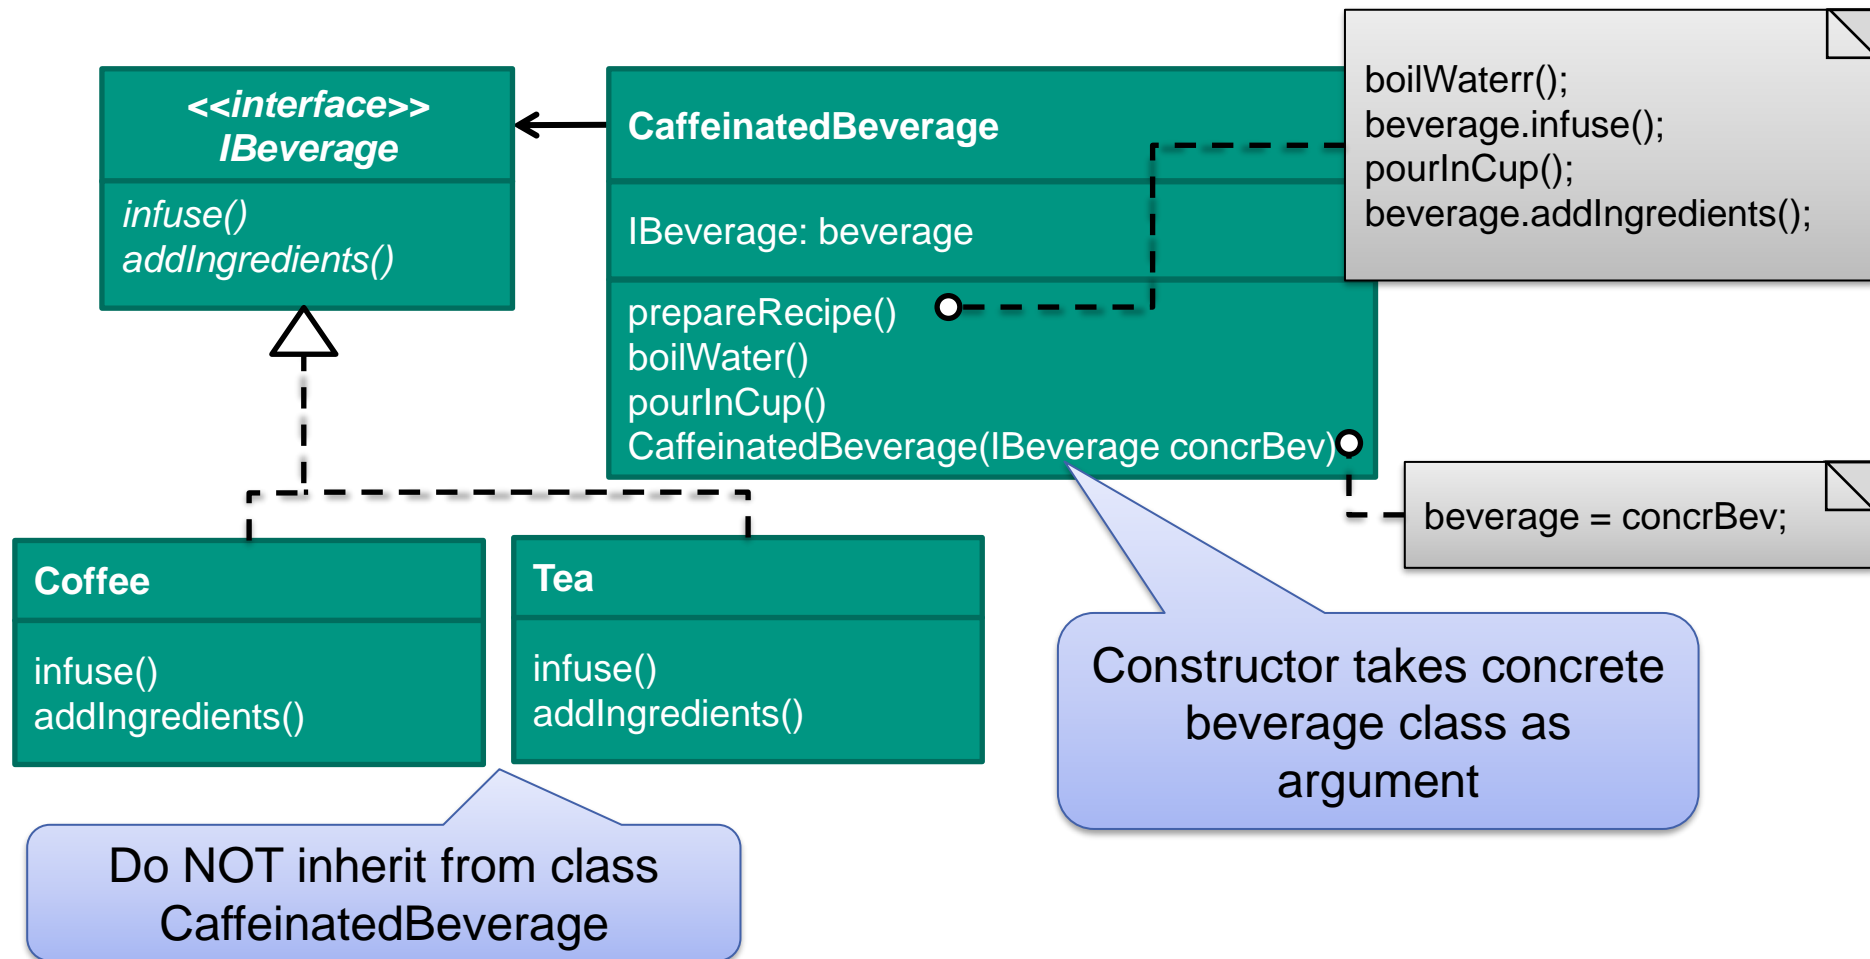 <<interface>>
IBeverage
infuse()
addIngredients()
CaffeinatedBeverage
IBeverage: beverage
prepareRecipe()
boilWater()
pourInCup()
CaffeinatedBeverage(IBeverage concrBev)
boilWaterr();
beverage.infuse();
pourInCup();
beverage.addIngredients();
beverage = concrBev;
Coffee
infuse()
addIngredients()
Tea
infuse()
addIngredients()
Constructor takes concrete
beverage class as
argument
Do NOT inherit from class
CaffeinatedBeverage